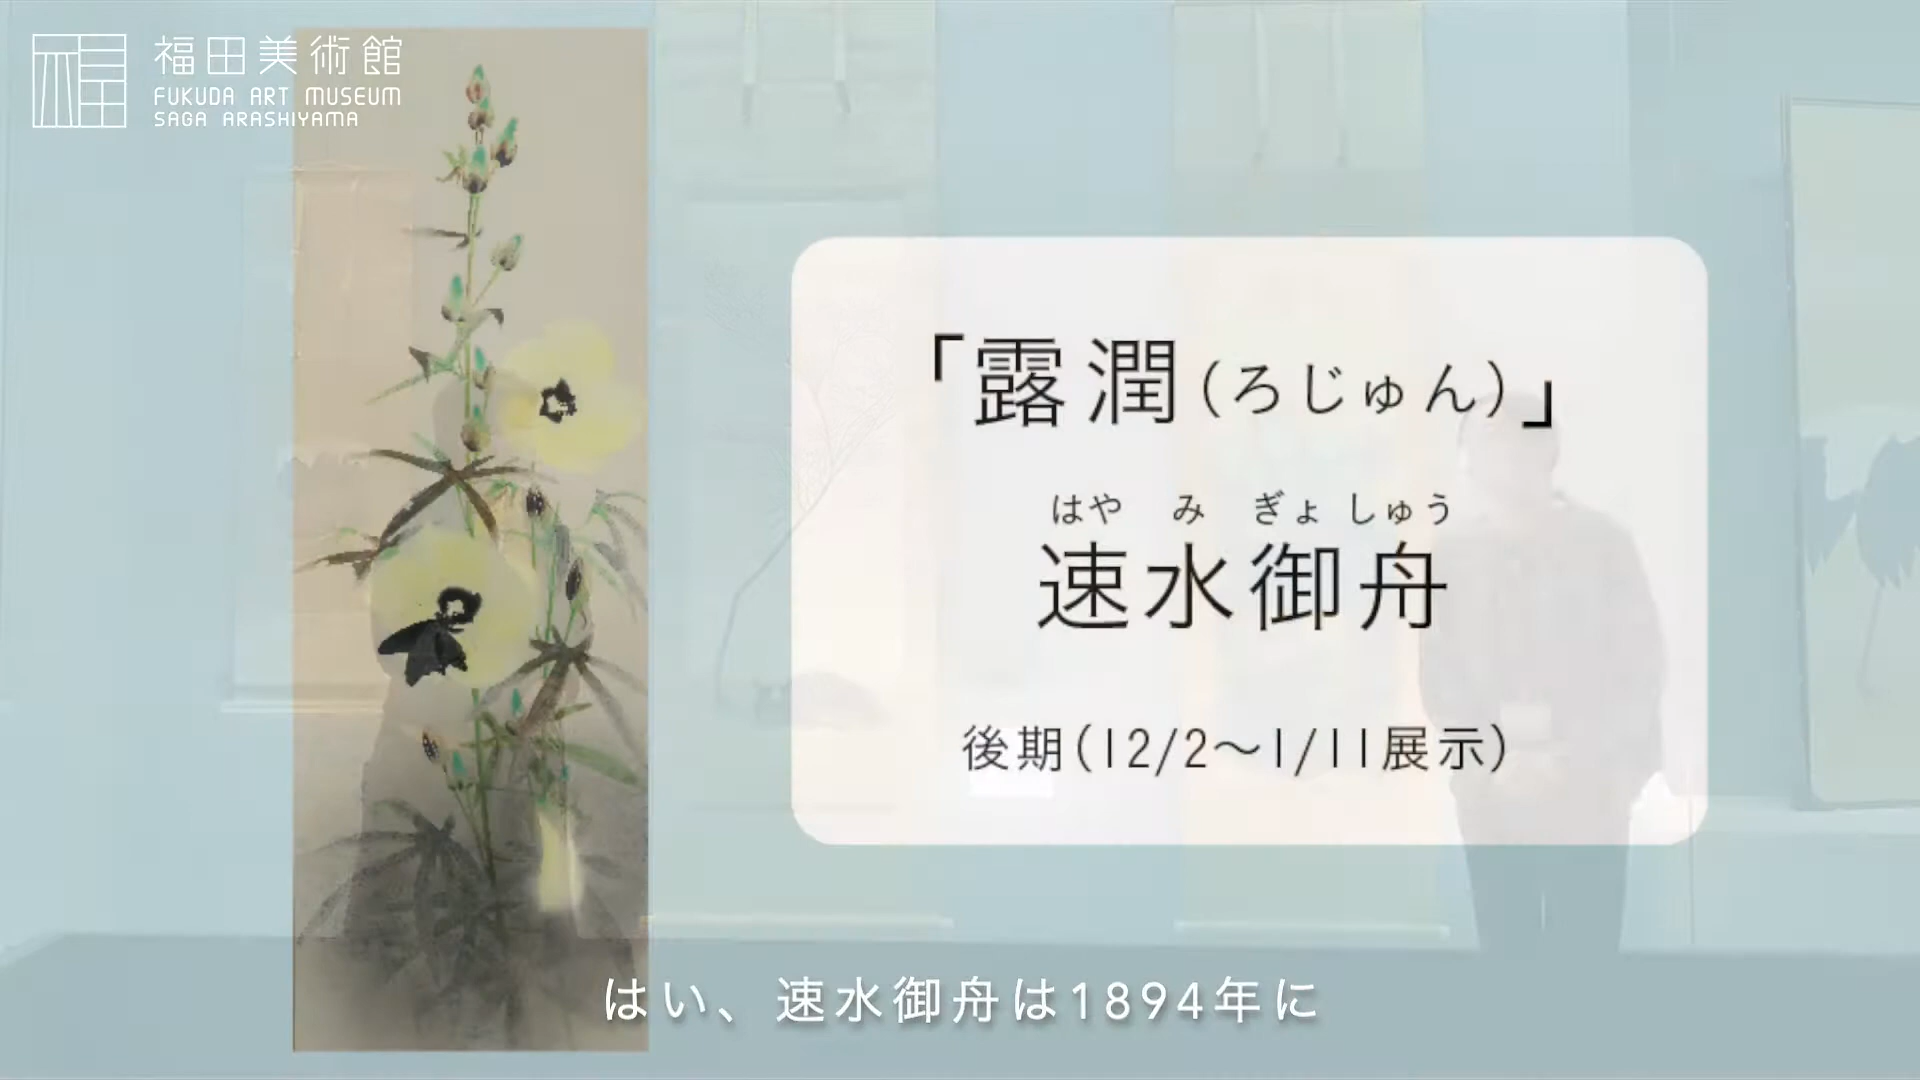 福田美術館
FUKUDA ART MUSEUM
SAGA ARASHIYAMA
「露潤(ろじゅん)」
はや み ぎょ しゅう
速水御舟
後期(12/2〜1/11展示)
はい、速水御舟は1894年に